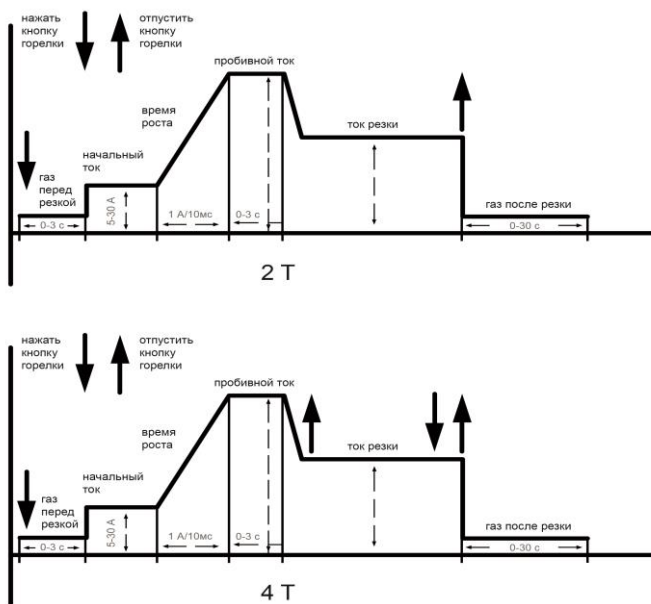 нажать
кнопку
горелки
отпустить
кнопку
горелки
пробивной ток
время
роста
ток резки
начальный
ток
газ
перед
резкой
газ после резки
0-3 с
5-30 А
1 А/10мс
0-3 с
0-30 с
2 Т
нажать
кнопку
горелки
отпустить
кнопку
горелки
пробивной ток
время
роста
ток резки
начальный
ток
газ
перед
резкой
газ после резки
0-3 с
5-30 А
1 А/10мс
0-3 с
0-30 с
4 Т